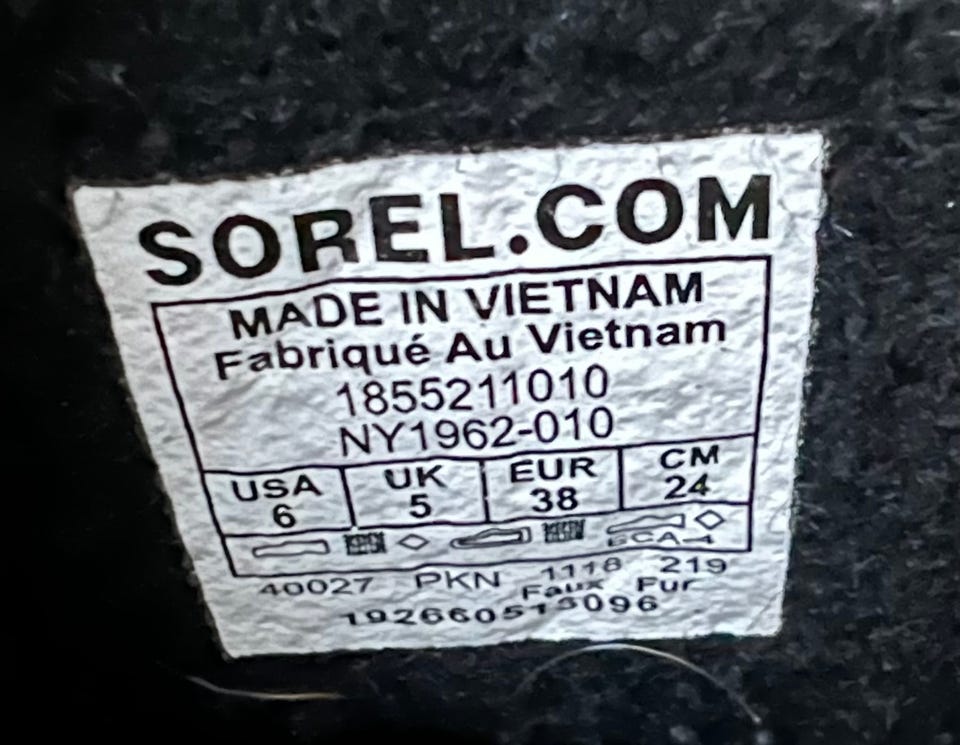 SOREL.COM
MADE IN VIETNAM
Fabriqué Au Vietnam
1855211010
NY1962-010
USA UK EUR CM
6 5 38 24
40027 PKN 1118 219
Faux Fur
192660515096